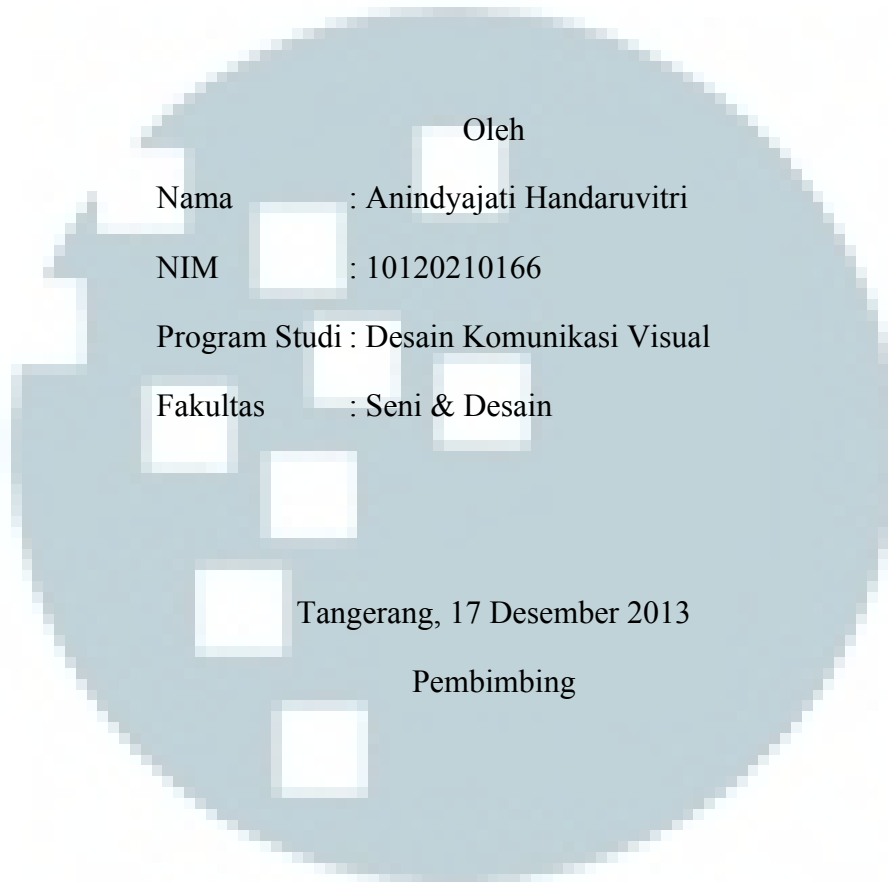 Oleh
Nama : Anindyajati Handaruvitri
NIM : 10120210166
Program Studi : Desain Komunikasi Visual
Fakultas : Seni & Desain
Tangerang, 17 Desember 2013
Pembimbing